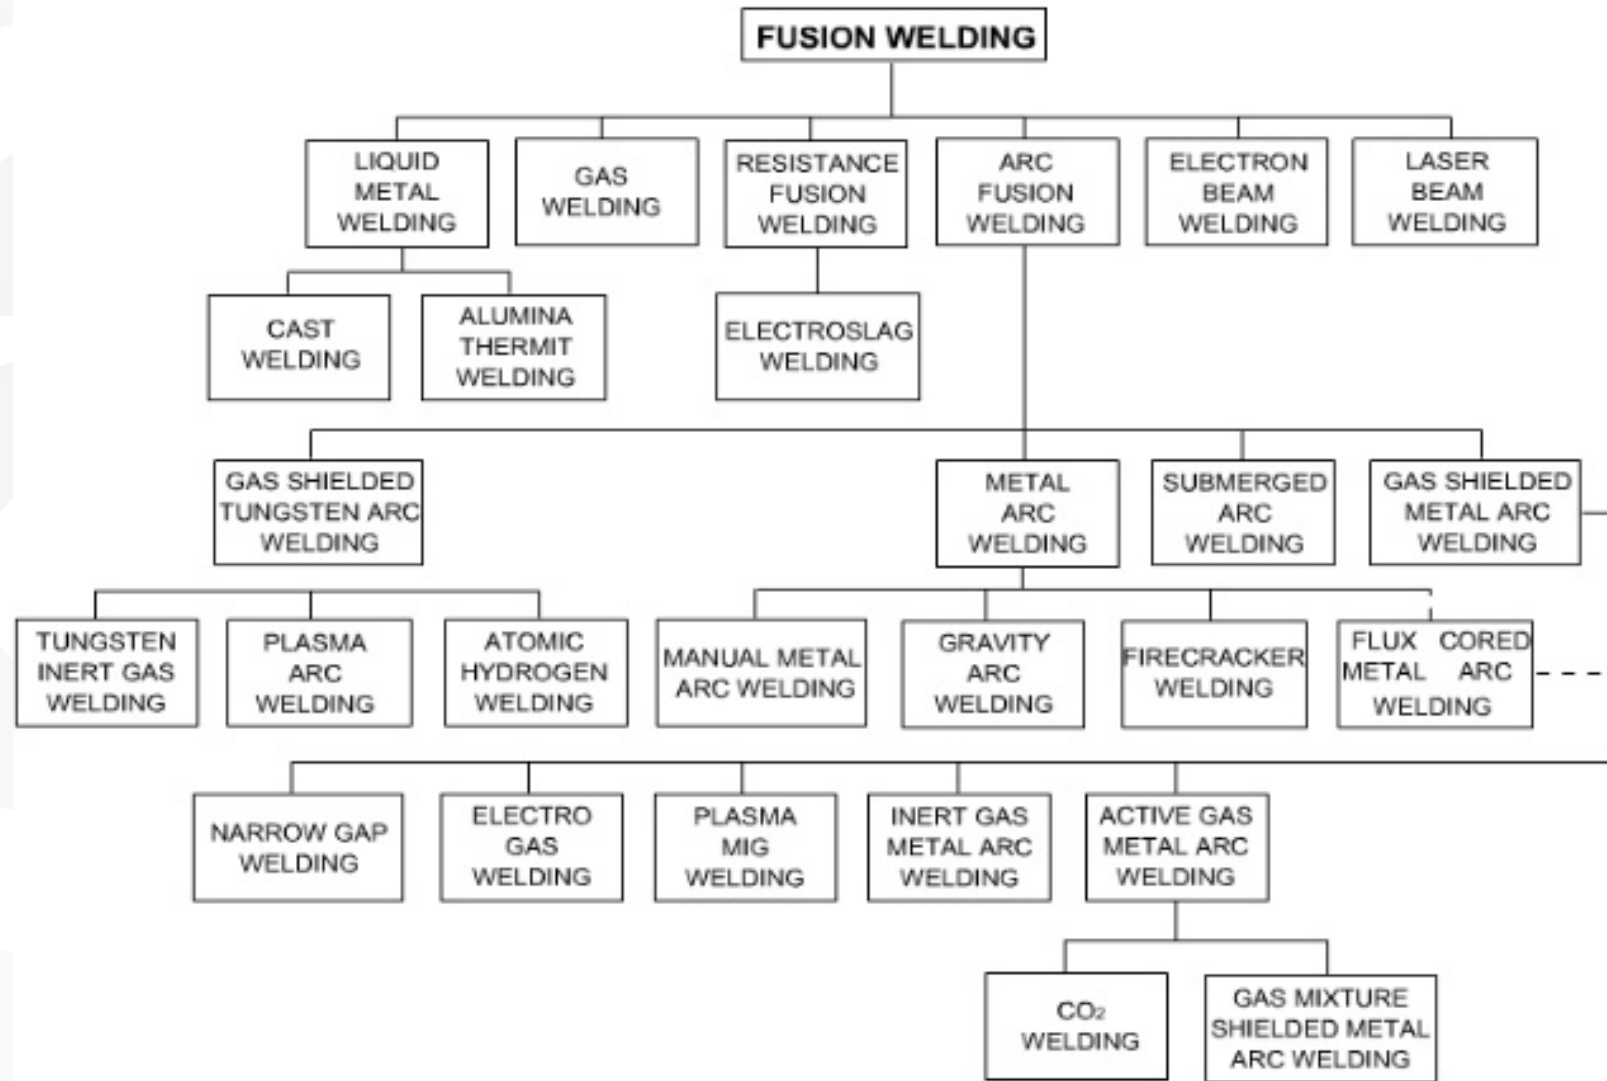 FUSION WELDING
LIQUID
METAL
WELDING
GAS
WELDING
RESISTANCE
FUSION
WELDING
ARC
FUSION
WELDING
ELECTRON
BEAM
WELDING
LASER
BEAM
WELDING
CAST
WELDING
ALUMINA
THERMIT
WELDING
ELECTROSLAG
WELDING
GAS SHIELDED
TUNGSTEN ARC
WELDING
METAL
ARC
WELDING
SUBMERGED
ARC
WELDING
GAS SHIELDED
METAL ARC
WELDING
TUNGSTEN
INERT GAS
WELDING
PLASMA
ARC
WELDING
ATOMIC
HYDROGEN
WELDING
MANUAL METAL
ARC WELDING
GRAVITY
ARC
WELDING
FIRECRACKER
WELDING
FLUX CORED
METAL ARC
WELDING
NARROW GAP
WELDING
ELECTRO
GAS
WELDING
PLASMA
MIG
WELDING
INERT GAS
METAL ARC
WELDING
ACTIVE GAS
METAL ARC
WELDING
CO₂
WELDING
GAS MIXTURE
SHIELDED METAL
ARC WELDING